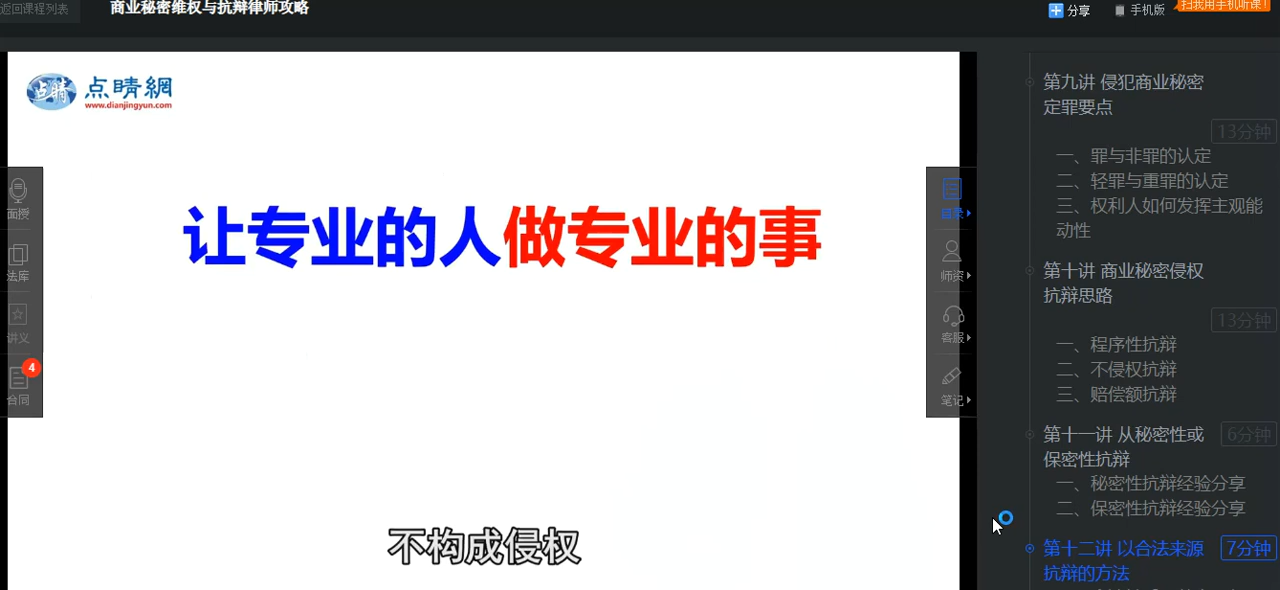 返回课程列表
商业秘密维权与抗辩律师攻略
分享
手机版
扫我用手机听课!
点睛
点睛網
www.dianjingyun.com
让专业的人做专业的事
不构成侵权
面授
法库
讲义
4
合同
目录
师资
客服
笔记
第九讲 侵犯商业秘密
定罪要点
13分钟
一、罪与非罪的认定
二、轻罪与重罪的认定
三、权利人如何发挥主观能
动性
第十讲 商业秘密侵权
抗辩思路
13分钟
一、程序性抗辩
二、不侵权抗辩
三、赔偿额抗辩
第十一讲 从秘密性或
6分钟
保密性抗辩
一、秘密性抗辩经验分享
二、保密性抗辩经验分享
第十二讲 以合法来源
7分钟
抗辩的方法